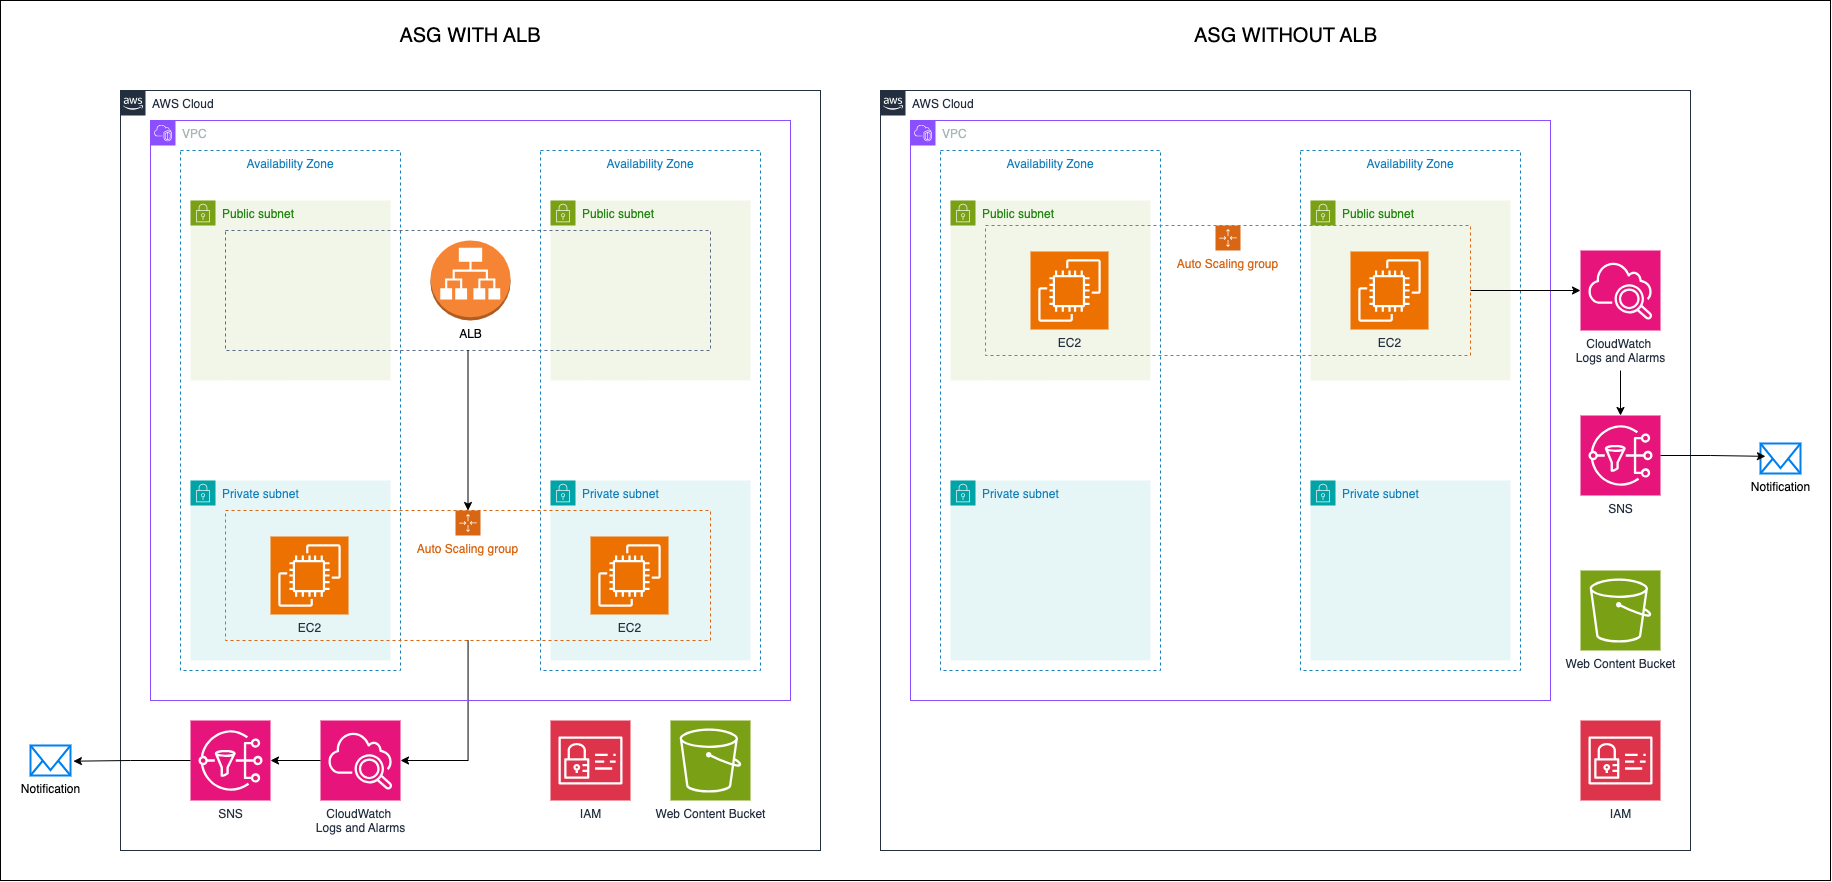 ASG WITH ALB
aws
AWS Cloud
VPC
Availability Zone
Availability Zone
Public subnet
Public subnet
ALB
Private subnet
Private subnet
Auto Scaling group
EC2
EC2
Notification
SNS
CloudWatch
Logs and Alarms
IAM
Web Content Bucket
ASG WITHOUT ALB
aws
AWS Cloud
VPC
Availability Zone
Availability Zone
Public subnet
Public subnet
Auto Scaling group
EC2
EC2
CloudWatch
Logs and Alarms
Private subnet
Private subnet
SNS
Notification
Web Content Bucket
IAM